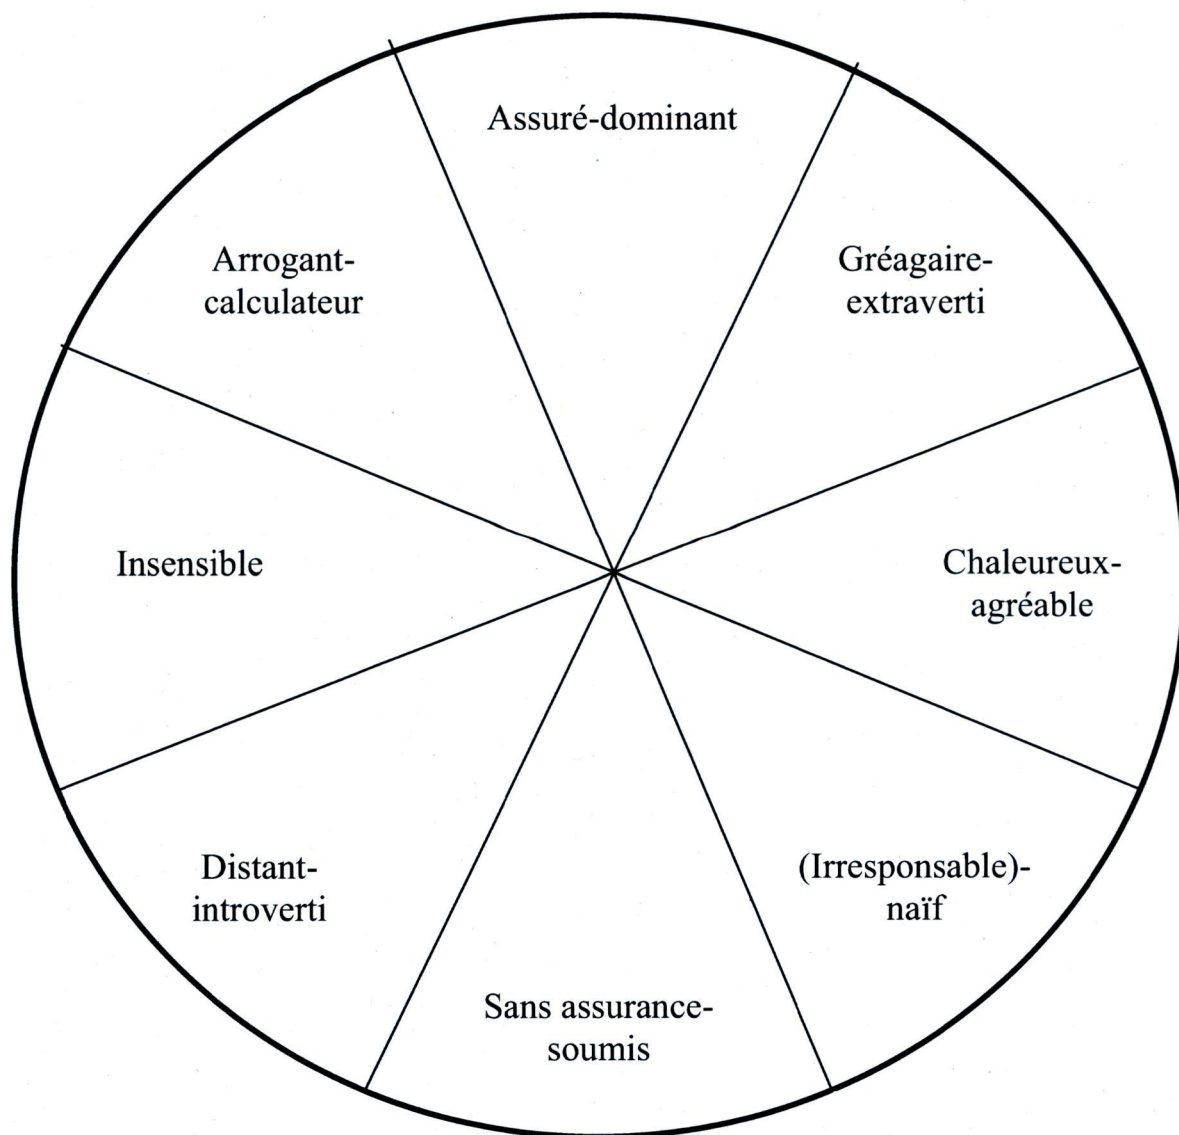 Assuré-dominant
Arrogant-
calculateur
Gréagaire-
extraverti
Insensible
Chaleureux-
agréable
Distant-
introverti
(Irresponsable)-
naïf
Sans assurance-
soumis